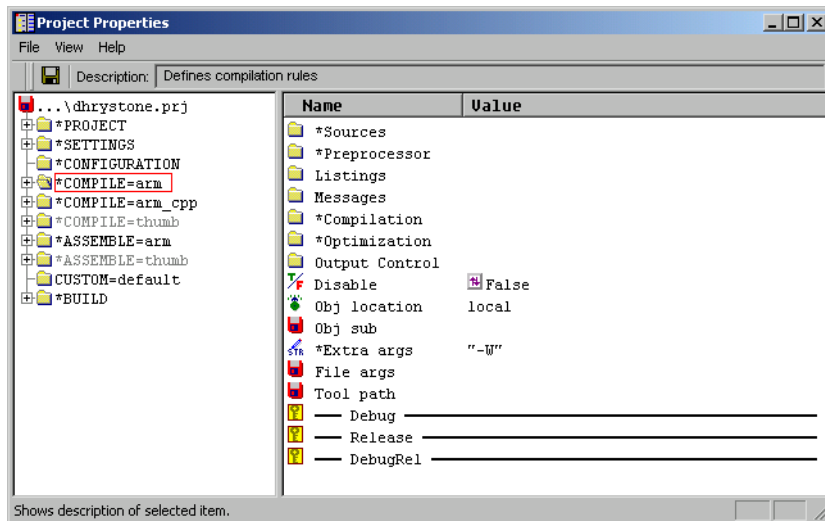 Project Properties
File View Help
Description: Defines compilation rules
...\dhrystone.prj
*PROJECT
*SETTINGS
*CONFIGURATION
*COMPILE=arm
*COMPILE=arm_cpp
*COMPILE=thumb
*ASSEMBLE=arm
*ASSEMBLE=thumb
CUSTOM=default
*BUILD
Name Value
*Sources
*Preprocessor
Listings
Messages
*Compilation
*Optimization
Output Control
T/F Disable False
Obj location local
Obj sub
STR *Extra args "-W"
File args
Tool path
Debug
Release
DebugRel
Shows description of selected item.